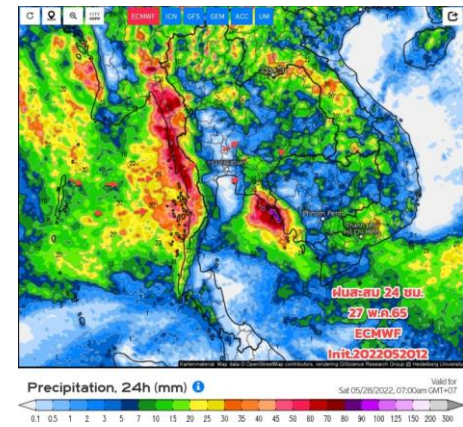 ECMWF ICN GFS GEM ACC UM
Phnom Penh
ฝนสะสม 24 ชม.
27 พ.ค.65
ECMWF
Init.2022052012
Precipitation, 24h (mm)
Valid for
Sat 05/28/2022, 07:00am GMT+07
0.1 0.5 1 2 3 5 7 10 15 20 25 30 35 40 45 50 60 70 80 90 100 125 150 200 300